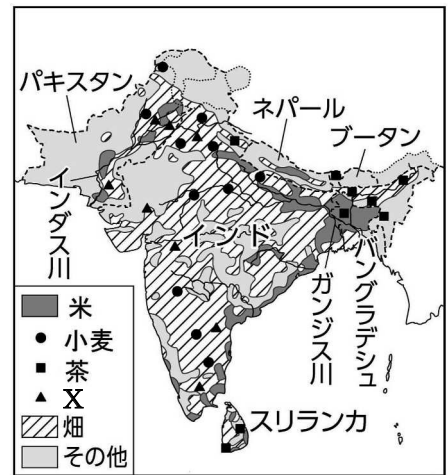 パキスタン
ネパール
ブータン
インダス川
インド
ガンジス川
バングラデシュ
スリランカ
米
小麦
茶
X
畑
その他